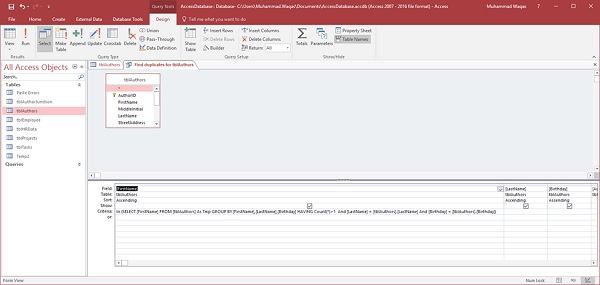 Query Tools
AccessDatabase : Database- C:\Users\Muhammad.Waqas\Documents\AccessDatabase.accdb (Access 2007 - 2016 file format) - Access
Muhammad Waqas
File Home Create External Data Database Tools Design Tell me what you want to do
View Run Select Make Table Append Update Crosstab Delete
Union
Pass-Through
Data Definition
Show Table
Insert Rows
Delete Rows
Builder
Insert Columns
Delete Columns
Return: All
Totals Parameters
Property Sheet
Table Names
Results Query Type Query Setup Show/Hide
All Access Objects
Search...
Tables
Paste Errors
tblAuthorJunction
tblAuthors
tblEmployee
tblHRData
tblProjects
tblTasks
Temp2
Queries
tblAuthors Find duplicates for tblAuthors
tblAuthors
*
AuthorID
FirstName
MiddleInitial
LastName
StreetAddress
Field: [FirstName] [LastName] [Birthday]
Table: tblAuthors tblAuthors tblAuthors
Sort: Ascending Ascending Ascending
Show:
Criteria: In (SELECT [FirstName] FROM [tblAuthors] As Tmp GROUP BY [FirstName],[LastName],[Birthday] HAVING Count(*)>1 And [LastName] = [tblAuthors].[LastName] And [Birthday] = [tblAuthors].[Birthday])
or:
Form View
Num Lock
SQL